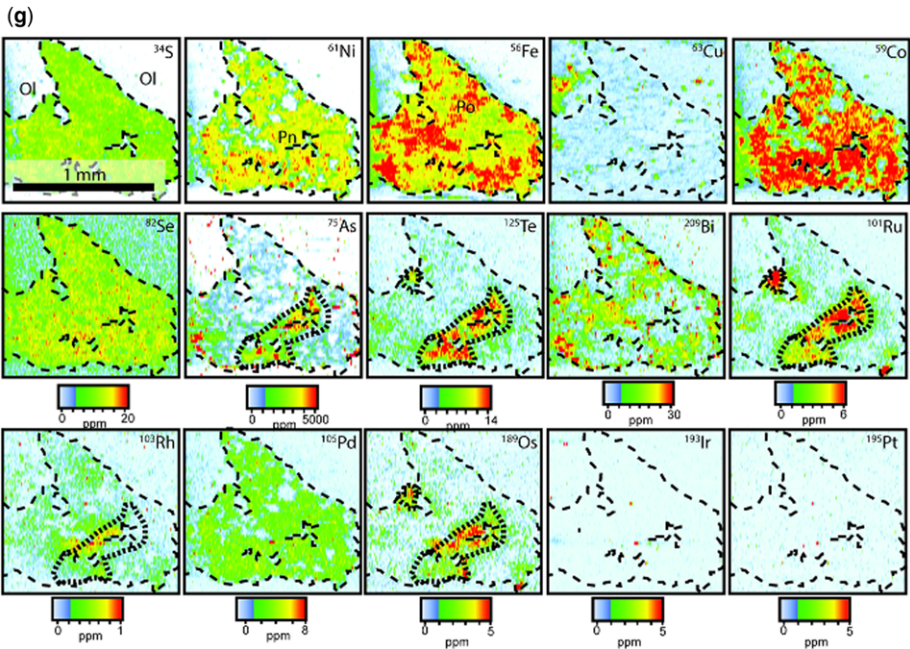 (g)
34S 61Ni 56Fe 63Cu 59Co
Ol Ol Pn Po
1 mm
82Se 75As 125Te 209Bi 101Ru
0 20 0 5000 0 14 0 30 0 6
ppm ppm ppm ppm ppm
103Rh 105Pd 189Os 193Ir 195Pt
0 1 0 8 0 5 0 5 0 5
ppm ppm ppm ppm ppm